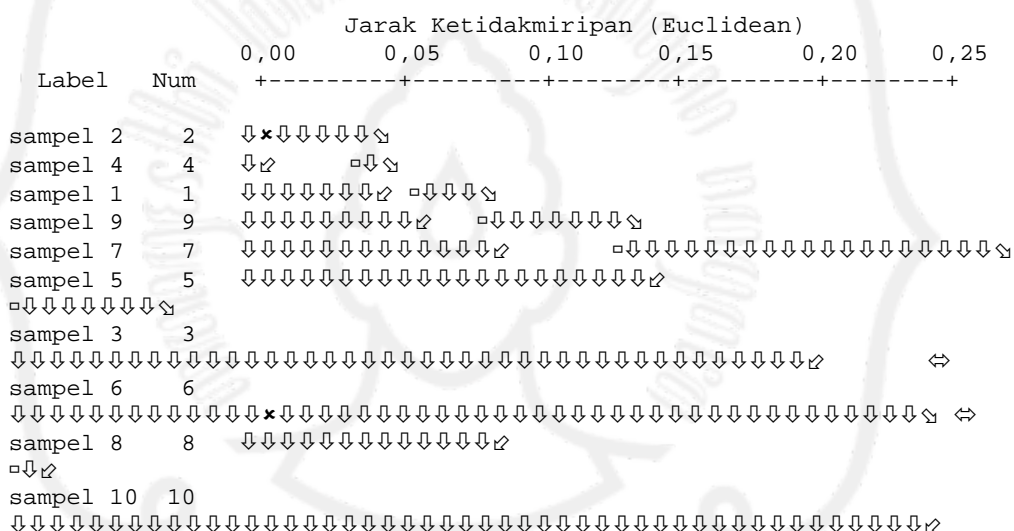 Jarak Ketidakmiripan (Euclidean)
0,00 0,05 0,10 0,15 0,20 0,25
Label Num +---------+---------+---------+---------+---------+
sampel 2 2 ⇩×⇩⇩⇩⇩⇩⬂
sampel 4 4 ⇩⬃ ▫⇩⬂
sampel 1 1 ⇩⇩⇩⇩⇩⇩⇩⬃ ▫⇩⇩⇩⬂
sampel 9 9 ⇩⇩⇩⇩⇩⇩⇩⇩⇩⬃ ▫⇩⇩⇩⇩⇩⇩⇩⬂
sampel 7 7 ⇩⇩⇩⇩⇩⇩⇩⇩⇩⇩⇩⇩⇩⬃ ▫⇩⇩⇩⇩⇩⇩⇩⇩⇩⇩⇩⇩⇩⇩⇩⇩⇩⇩⇩⬂
sampel 5 5 ⇩⇩⇩⇩⇩⇩⇩⇩⇩⇩⇩⇩⇩⇩⇩⇩⇩⇩⇩⇩⇩⬃
▫⇩⇩⇩⇩⇩⇩⇩⬂
sampel 3 3
⇩⇩⇩⇩⇩⇩⇩⇩⇩⇩⇩⇩⇩⇩⇩⇩⇩⇩⇩⇩⇩⇩⇩⇩⇩⇩⇩⇩⇩⇩⇩⇩⇩⇩⇩⇩⇩⇩⇩⇩⇩⬃ ⬄
sampel 6 6
⇩⇩⇩⇩⇩⇩⇩⇩⇩⇩⇩⇩⇩×⇩⇩⇩⇩⇩⇩⇩⇩⇩⇩⇩⇩⇩⇩⇩⇩⇩⇩⇩⇩⇩⇩⇩⇩⇩⇩⇩⇩⇩⇩⇩⇩⇩⬂ ⬄
sampel 8 8 ⇩⇩⇩⇩⇩⇩⇩⇩⇩⇩⇩⇩⇩⬃
▫⇩⬃
sampel 10 10
⇩⇩⇩⇩⇩⇩⇩⇩⇩⇩⇩⇩⇩⇩⇩⇩⇩⇩⇩⇩⇩⇩⇩⇩⇩⇩⇩⇩⇩⇩⇩⇩⇩⇩⇩⇩⇩⇩⇩⇩⇩⇩⇩⇩⇩⇩⇩⬃